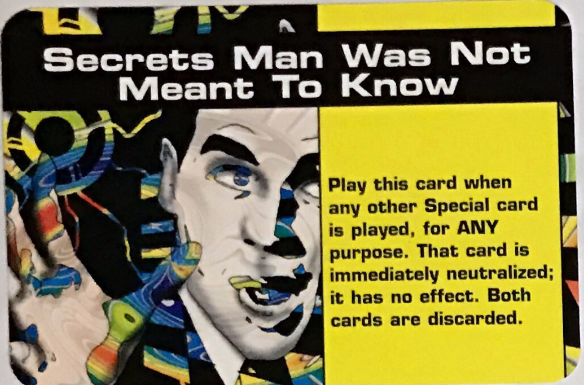 Secrets Man Was Not
Meant To Know
Play this card when
any other Special card
is played, for ANY
purpose. That card is
immediately neutralized;
it has no effect. Both
cards are discarded.